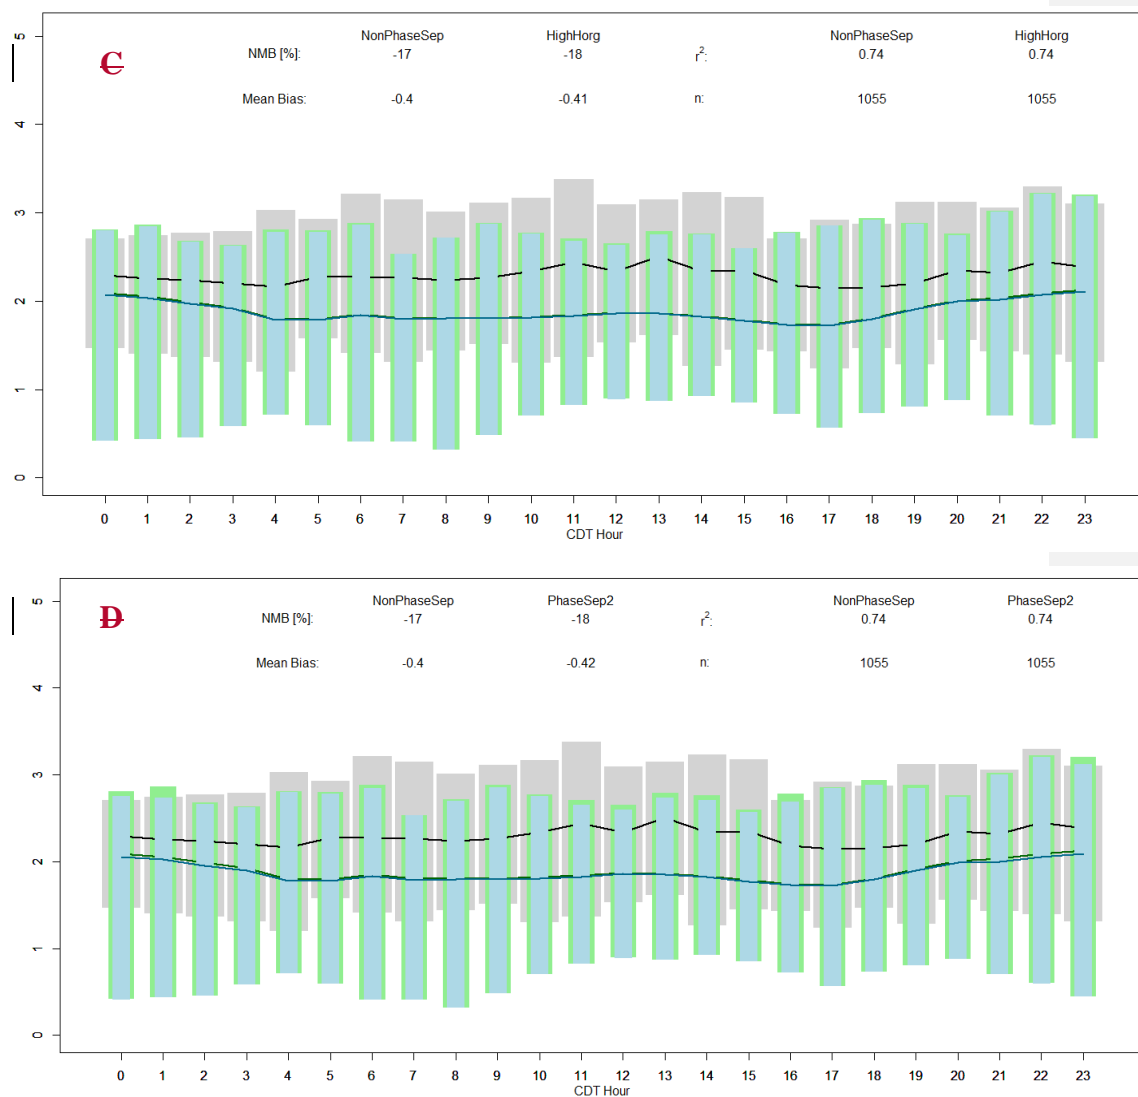 C
NonPhaseSep HighHorg NonPhaseSep HighHorg
NMB [%]: -17 -18 r²: 0.74 0.74
Mean Bias: -0.4 -0.41 n: 1055 1055
5
4
3
2
1
0
0 1 2 3 4 5 6 7 8 9 10 11 12 13 14 15 16 17 18 19 20 21 22 23
CDT Hour
D
NonPhaseSep PhaseSep2 NonPhaseSep PhaseSep2
NMB [%]: -17 -18 r²: 0.74 0.74
Mean Bias: -0.4 -0.42 n: 1055 1055
5
4
3
2
1
0
0 1 2 3 4 5 6 7 8 9 10 11 12 13 14 15 16 17 18 19 20 21 22 23
CDT Hour